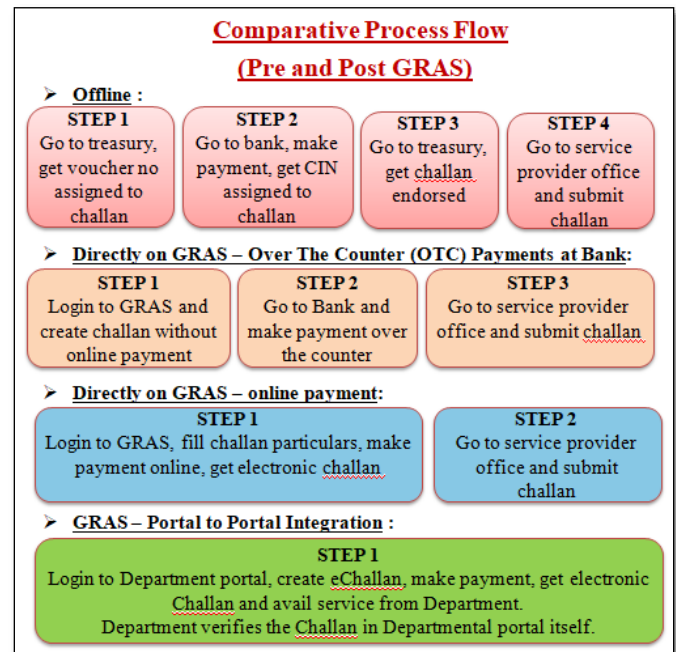 Comparative Process Flow
(Pre and Post GRAS)
➢ Offline :
STEP 1
Go to treasury,
get voucher no
assigned to
challan
STEP 2
Go to bank, make
payment, get CIN
assigned to
challan
STEP 3
Go to treasury,
get challan
endorsed
STEP 4
Go to service
provider office
and submit
challan
➢ Directly on GRAS – Over The Counter (OTC) Payments at Bank:
STEP 1
Login to GRAS and
create challan without
online payment
STEP 2
Go to Bank and
make payment over
the counter
STEP 3
Go to service provider
office and submit challan
➢ Directly on GRAS – online payment:
STEP 1
Login to GRAS, fill challan particulars, make
payment online, get electronic challan
STEP 2
Go to service provider
office and submit
challan
➢ GRAS – Portal to Portal Integration :
STEP 1
Login to Department portal, create eChallan, make payment, get electronic
Challan and avail service from Department.
Department verifies the Challan in Departmental portal itself.